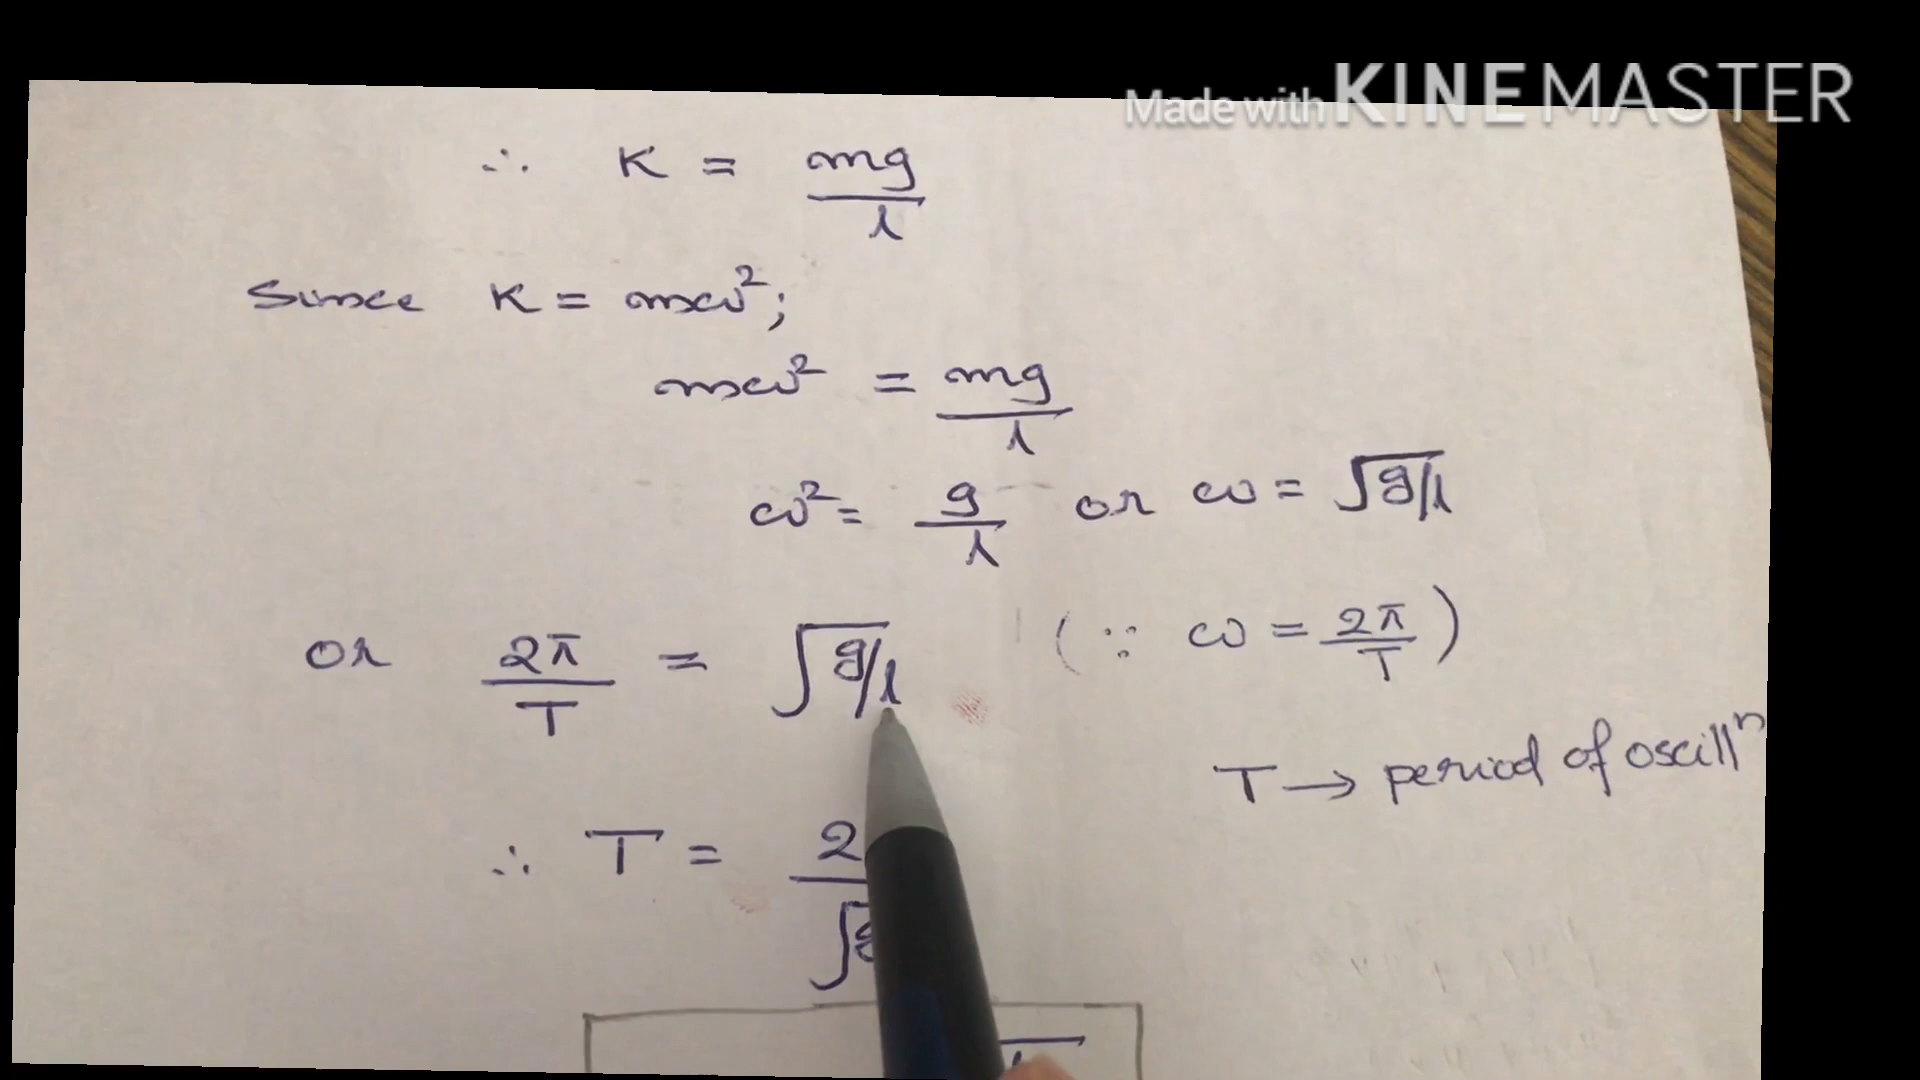 Made with KINEMASTER
∴ K = mg/l
Since K = mω²;
mω² = mg/l
ω² = g/l or ω = √g/l
or 2π/T = √g/l (∵ ω = 2π/T)
T → period of oscillⁿ
∴ T = 2